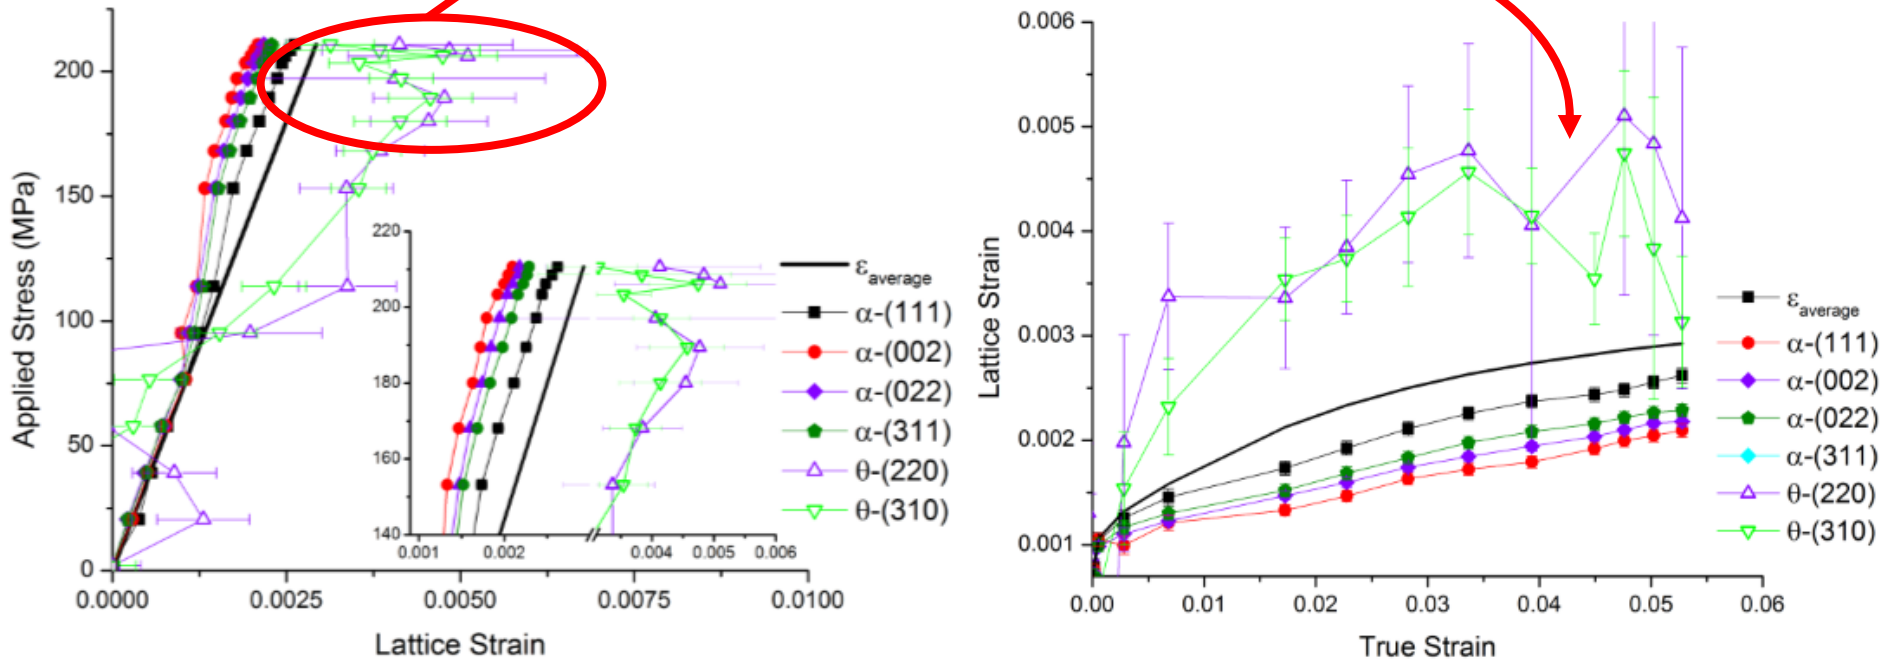 200
150
100
50
0
Applied Stress (MPa)
0.0000
0.0025
0.0050
0.0075
0.0100
Lattice Strain
220
200
180
160
140
0.001
0.002
0.004
0.005
0.006
εaverage
α-(111)
α-(002)
α-(022)
α-(311)
θ-(220)
θ-(310)
0.006
0.005
0.004
0.003
0.002
0.001
Lattice Strain
0.00
0.01
0.02
0.03
0.04
0.05
0.06
True Strain
εaverage
α-(111)
α-(002)
α-(022)
α-(311)
θ-(220)
θ-(310)